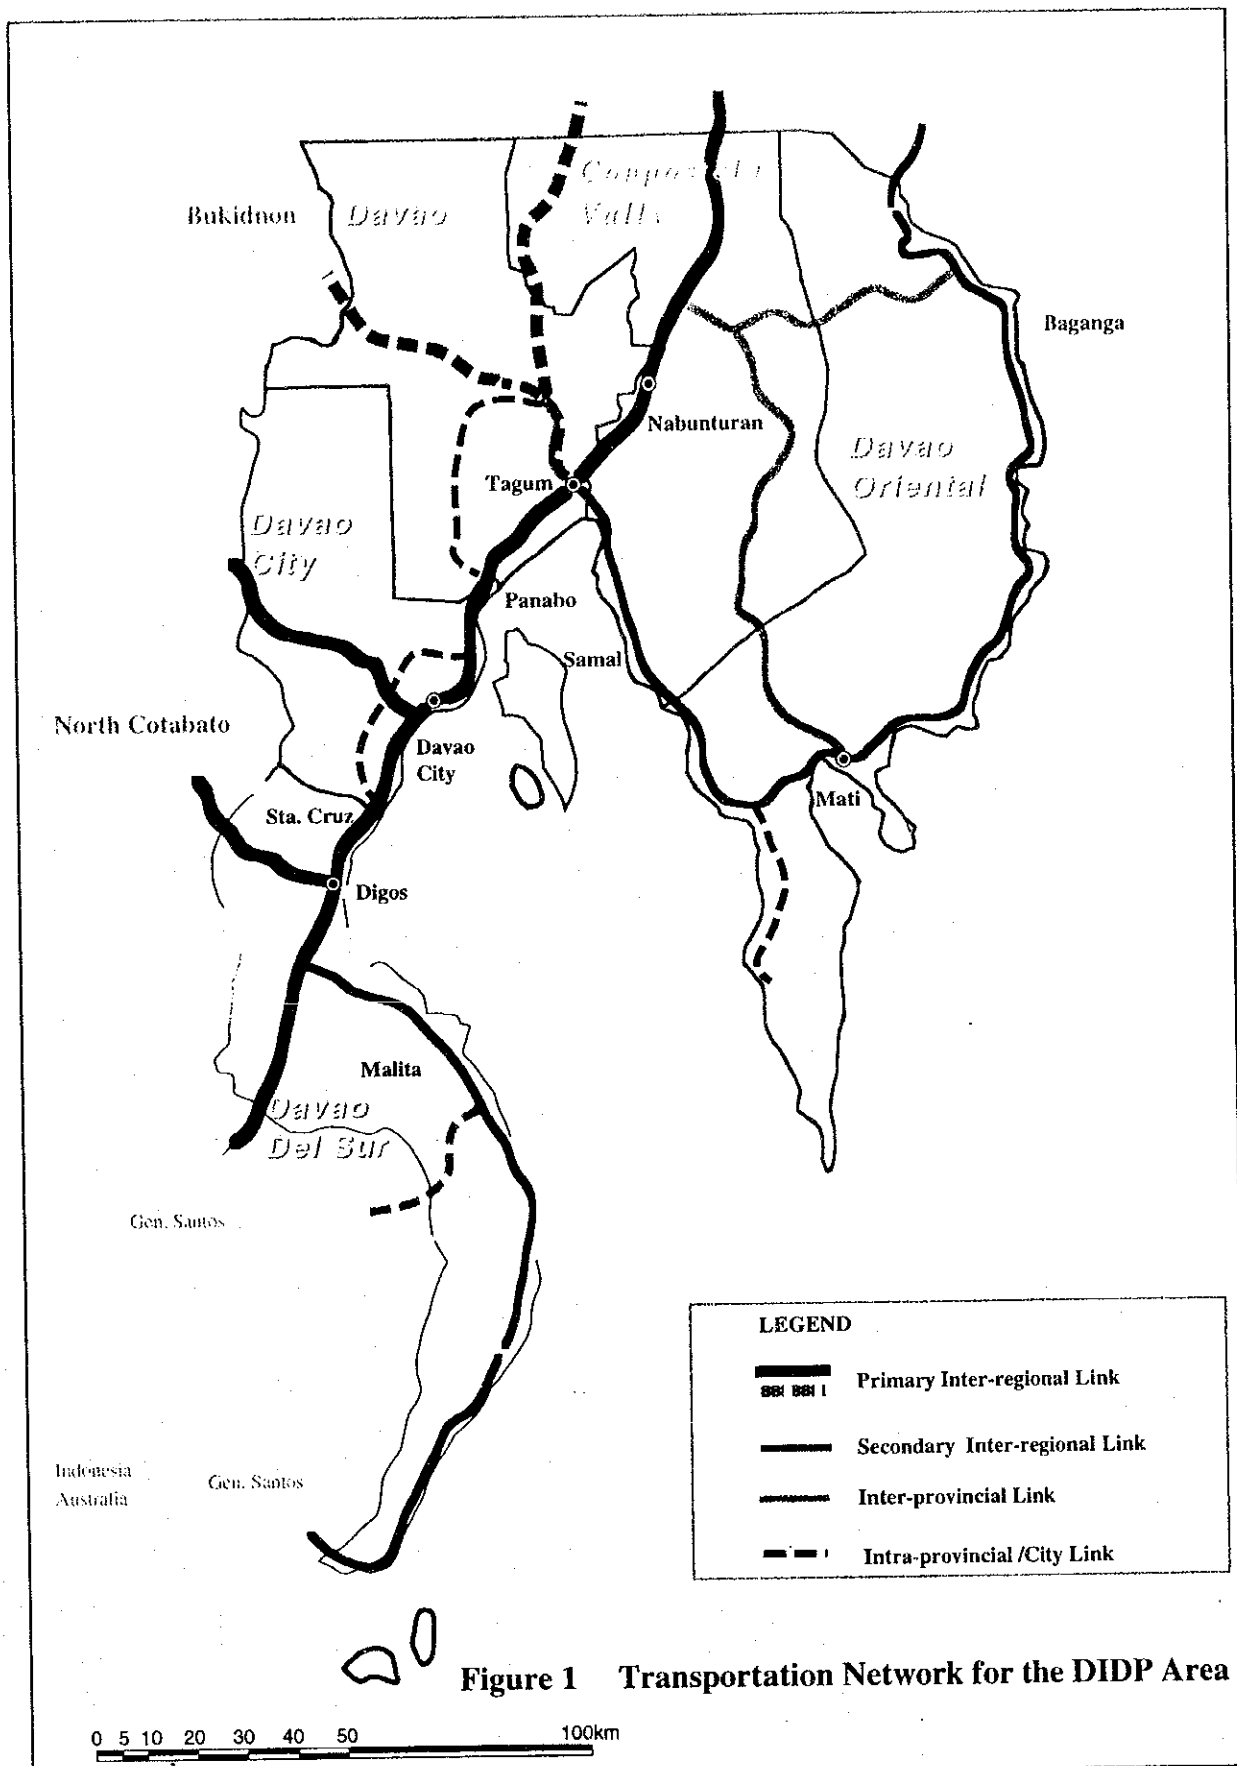 Compostela
Bukidnon
Davao
Valls
Baganga
Nabunturan
Davao
Oriental
Tagum
Davao
City
Panabo
Samal
North Cotabato
Davao
City
Mati
Sta. Cruz
Digos
Malita
Davao
Del Sur
Gen. Santos
LEGEND
Primary Inter-regional Link
Secondary Inter-regional Link
Inter-provincial Link
Intra-provincial /City Link
Indonesia
Australia
Gen. Santos
Figure 1 Transportation Network for the DIDP Area
0 5 10 20 30 40 50 100km